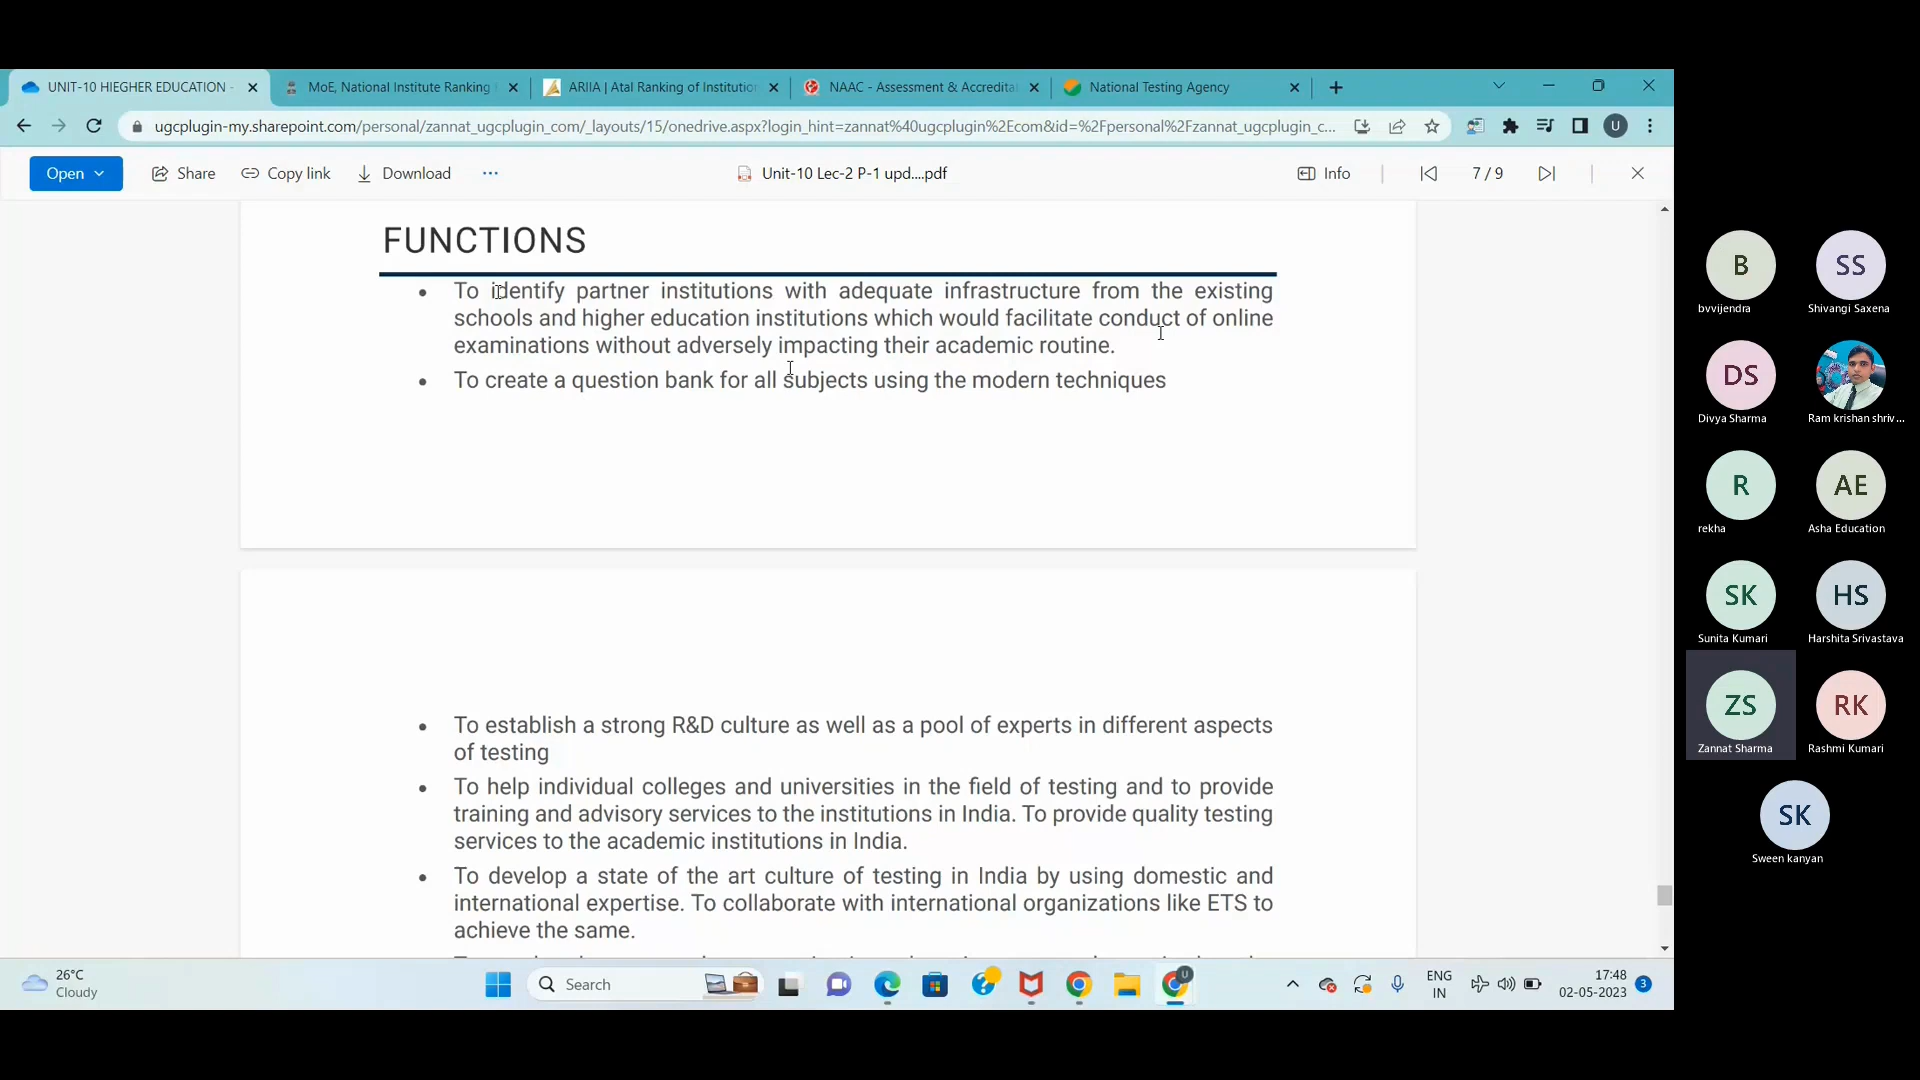 UNIT-10 HIEGHER EDUCATION -
MoE, National Institute Ranking
ARIIA | Atal Ranking of Institutio
NAAC - Assessment & Accredita
National Testing Agency
ugcplugin-my.sharepoint.com/personal/zannat_ugcplugin_com/_layouts/15/onedrive.aspx?login_hint=zannat%40ugcplugin%2Ecom&id=%2Fpersonal%2Fzannat_ugcplugin_c...
U
Open
Share
Copy link
Download
Unit-10 Lec-2 P-1 upd....pdf
Info
7 / 9
FUNCTIONS
• To identify partner institutions with adequate infrastructure from the existing
schools and higher education institutions which would facilitate conduct of online
examinations without adversely impacting their academic routine.
• To create a question bank for all subjects using the modern techniques
• To establish a strong R&D culture as well as a pool of experts in different aspects
of testing
• To help individual colleges and universities in the field of testing and to provide
training and advisory services to the institutions in India. To provide quality testing
services to the academic institutions in India.
• To develop a state of the art culture of testing in India by using domestic and
international expertise. To collaborate with international organizations like ETS to
achieve the same.
B
bvvijendra
SS
Shivangi Saxena
DS
Divya Sharma
Ram krishan shriv...
R
rekha
AE
Asha Education
SK
Sunita Kumari
HS
Harshita Srivastava
ZS
Zannat Sharma
RK
Rashmi Kumari
SK
Sween kanyan
26°C
Cloudy
Search
U
ENG
IN
17:48
02-05-2023
3